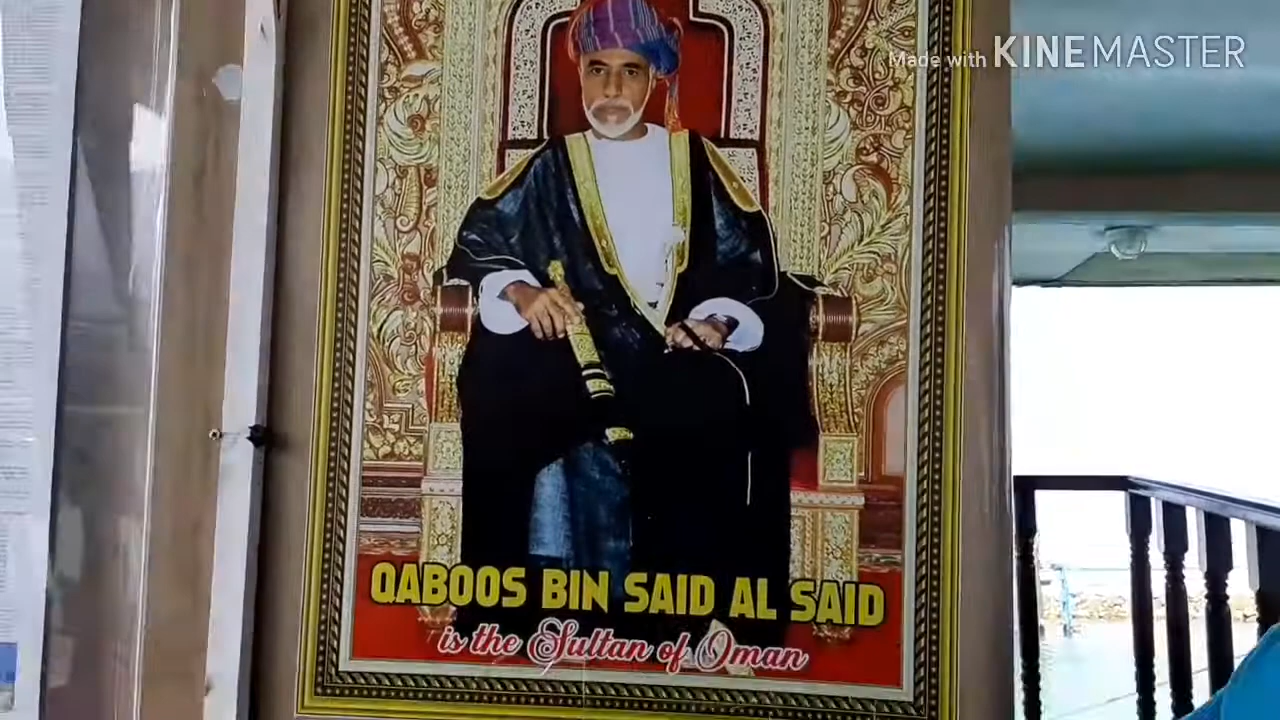 Made with KINEMASTER
QABOOS BIN SAID AL SAID
is the Sultan of Oman